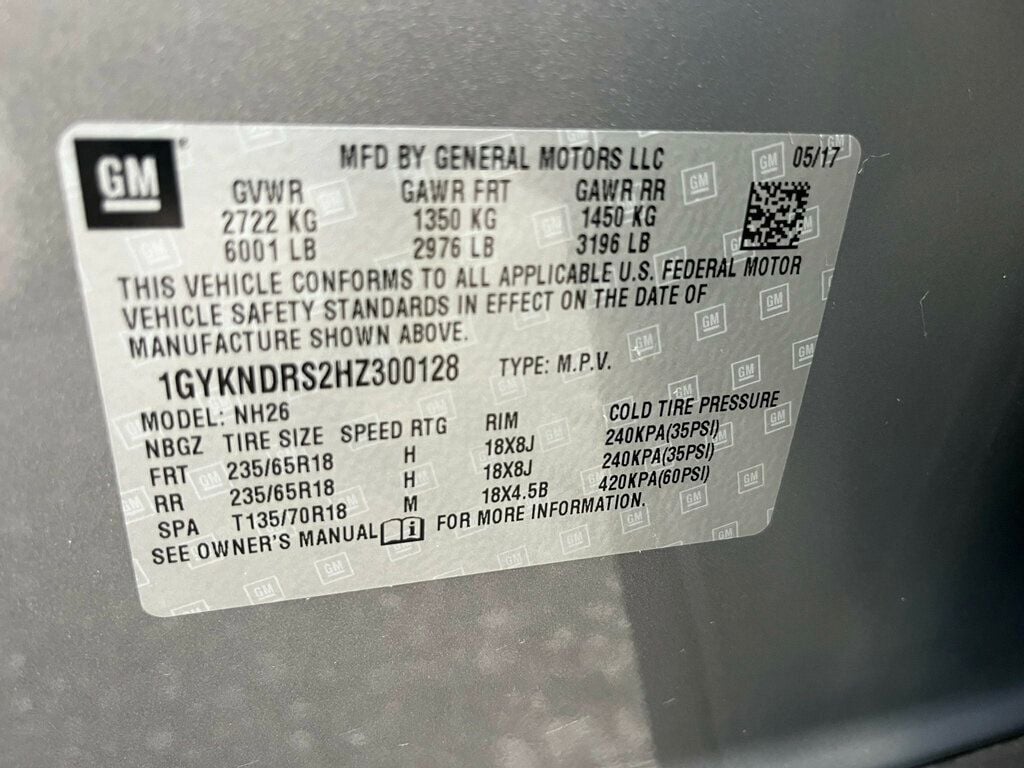 GM
MFD BY GENERAL MOTORS LLC 05/17
GVWR GAWR FRT GAWR RR
2722 KG 1350 KG 1450 KG
6001 LB 2976 LB 3196 LB
THIS VEHICLE CONFORMS TO ALL APPLICABLE U.S. FEDERAL MOTOR
VEHICLE SAFETY STANDARDS IN EFFECT ON THE DATE OF
MANUFACTURE SHOWN ABOVE.
1GYKNDRS2HZ300128 TYPE: M.P.V.
MODEL: NH26
NBGZ TIRE SIZE SPEED RTG RIM COLD TIRE PRESSURE
FRT 235/65R18 H 18X8J 240KPA(35PSI)
RR 235/65R18 H 18X8J 240KPA(35PSI)
SPA T135/70R18 M 18X4.5B 420KPA(60PSI)
SEE OWNER'S MANUAL FOR MORE INFORMATION.